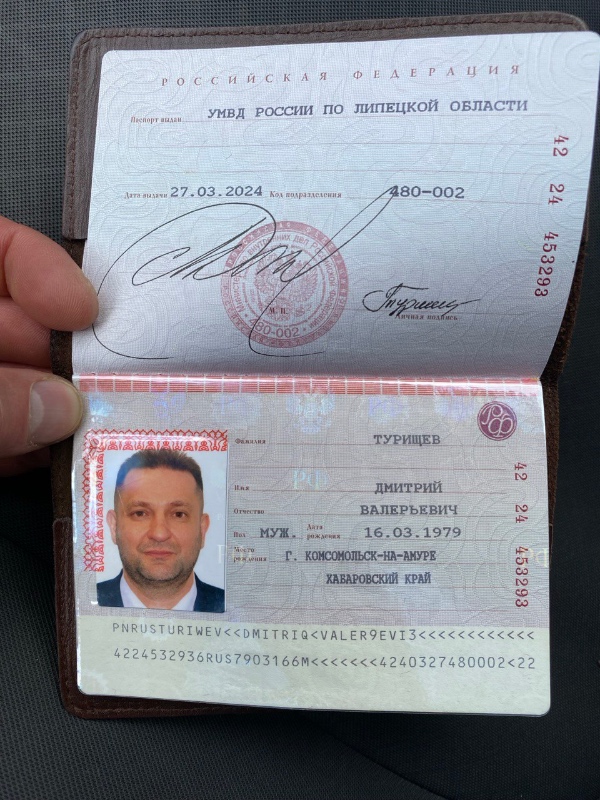 РОССИЙСКАЯ ФЕДЕРАЦИЯ
Паспорт выдан УМВД РОССИИ ПО ЛИПЕЦКОЙ ОБЛАСТИ
Дата выдачи 27.03.2024 Код подразделения 480-002
42 24 453293
М.П.
480-002
Личная подпись
РФ
Фамилия ТУРИЩЕВ
Имя ДМИТРИЙ
Отчество ВАЛЕРЬЕВИЧ
Пол МУЖ. Дата рождения 16.03.1979
Место рождения Г. КОМСОМОЛЬСК-НА-АМУРЕ
ХАБАРОВСКИЙ КРАЙ
42 24 453293
PNRUSTURIWEV<<DMITRIQ<VALER9EVI3<<<<<<<<<<<<
4224532936RUS7903166M<<<<<<<4240327480002<22